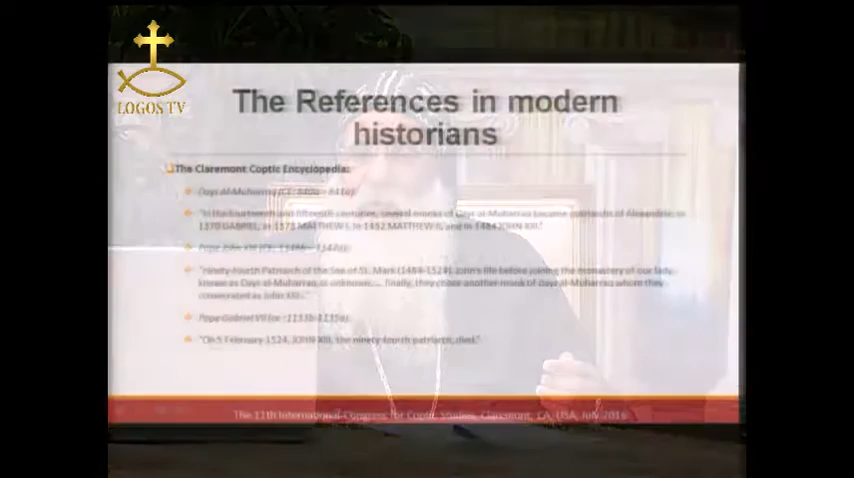 LOGOS TV
The References in modern
historians
The Claremont Coptic Encyclopedia:
Dayr Al-Muharraq (CE:
"In the fourteenth and fifteenth centuries, several monks of Dayr al-Muharraq became patriarchs of Alexandria: in
1370 GABRIEL, in 1378 MATTHEW I, in 1452 MATTHEW II, and in 1484 JOHN XIII."
Pope John XIII (CE:
"Ninety-fourth Patriarch of the See of St. Mark (1484-1524). John's life before joining the monastery of our lady,
known as Dayr al-Muharraq, is unknown.... finally, they chose another monk of Dayr al-Muharraq whom they
consecrated as John XIII..."
Pope Gabriel VII
"On 5 February 1524, JOHN XIII, the ninety-fourth patriarch, died."
The 11th International Congress for Coptic Studies, Claremont, CA, USA, July 2016